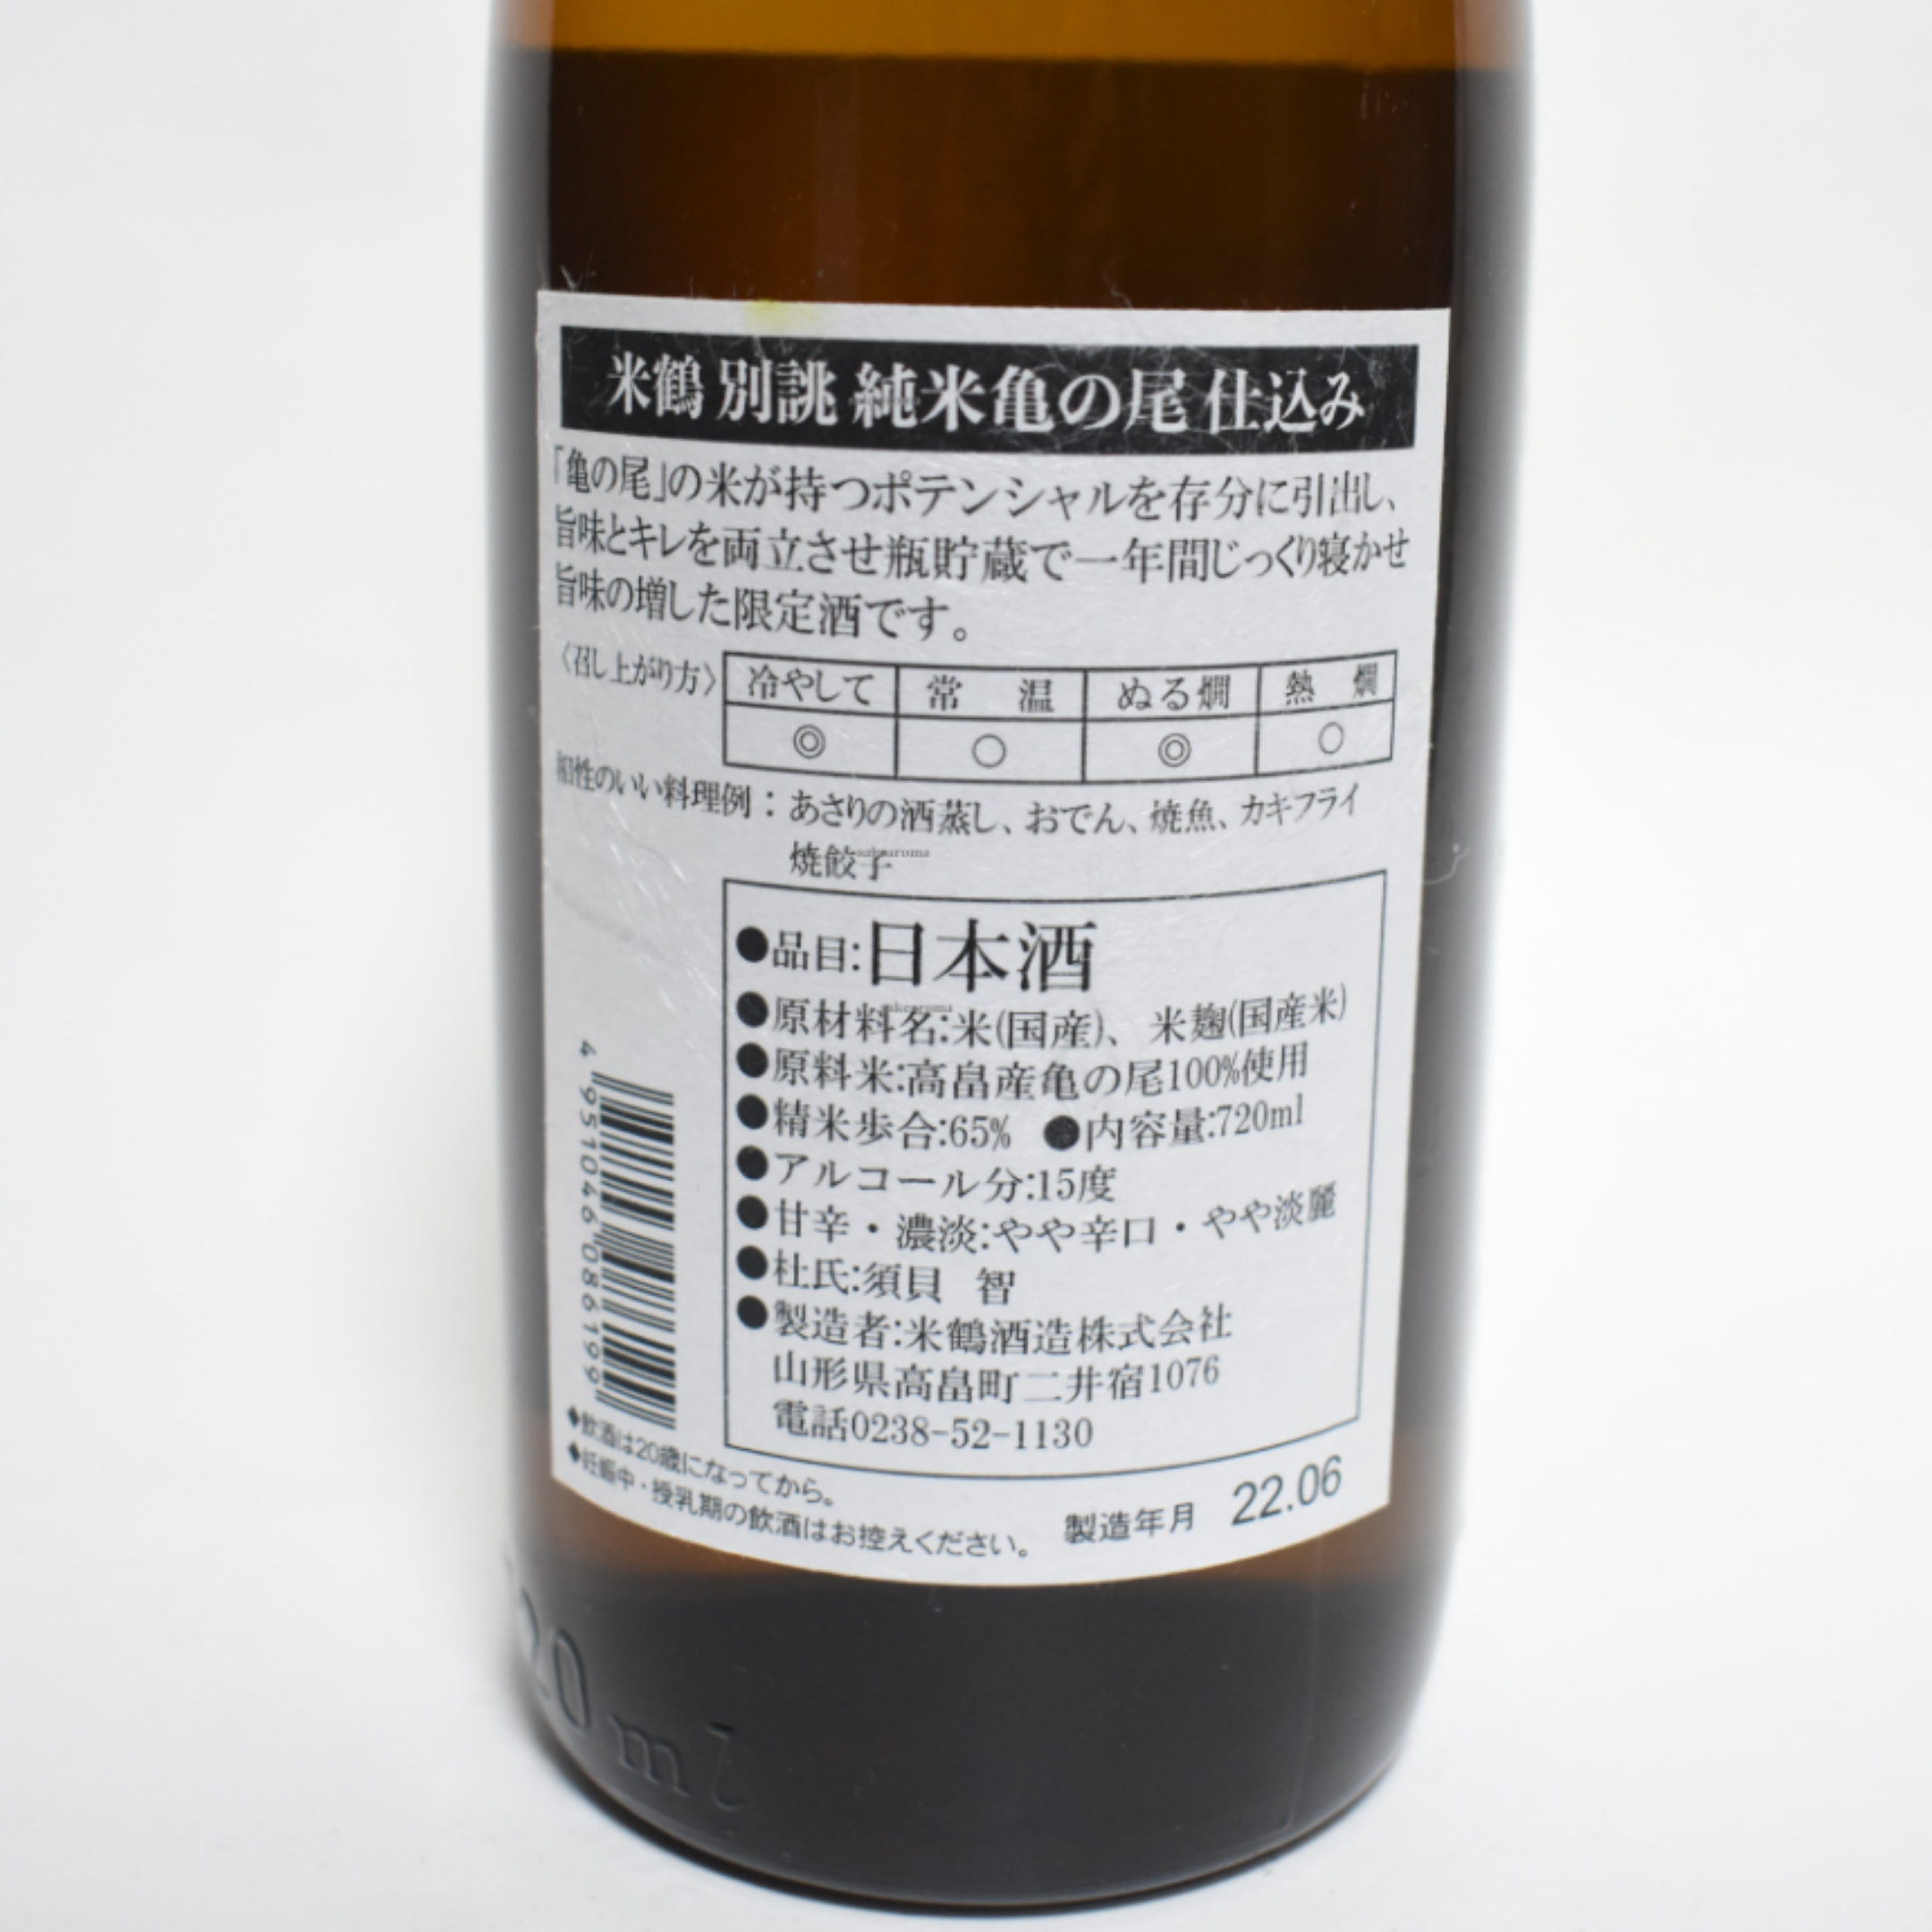 米鶴 別誂 純米亀の尾 仕込み
「亀の尾」の米が持つポテンシャルを存分に引出し、
旨味とキレを両立させ瓶貯蔵で一年間じっくり寝かせ
旨味の増した限定酒です。
〈召し上がり方〉 冷やして 常 温 ぬる燗 熱 燗
◎ ○ ◎ ○
相性のいい料理例：あさりの酒蒸し、おでん、焼魚、カキフライ
焼餃子
●品目:日本酒
●原材料名:米(国産)、米麹(国産米)
●原料米:高畠産亀の尾100%使用
●精米歩合:65% ●内容量:720ml
●アルコール分:15度
●甘辛・濃淡:やや辛口・やや淡麗
●杜氏:須貝 智
●製造者:米鶴酒造株式会社
山形県高畠町二井宿1076
電話0238-52-1130
4 951046 086199
◆飲酒は20歳になってから。
◆妊娠中・授乳期の飲酒はお控えください。
製造年月 22.06
720ml